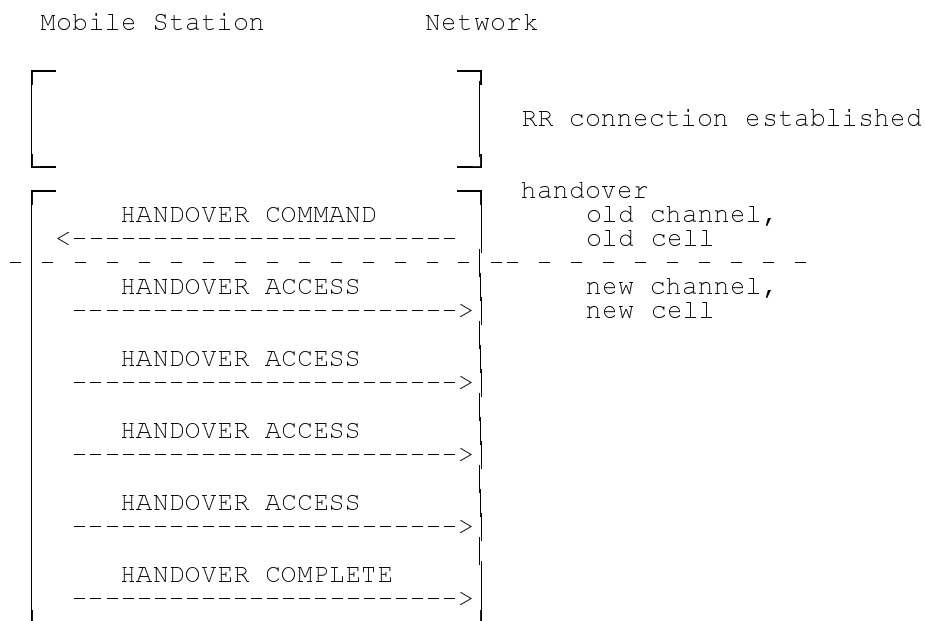 Mobile Station Network
RR connection established
handover
HANDOVER COMMAND old channel,
<------------------------ old cell
HANDOVER ACCESS new channel,
------------------------> new cell
HANDOVER ACCESS
------------------------>
HANDOVER ACCESS
------------------------>
HANDOVER ACCESS
------------------------>
HANDOVER COMPLETE
------------------------>